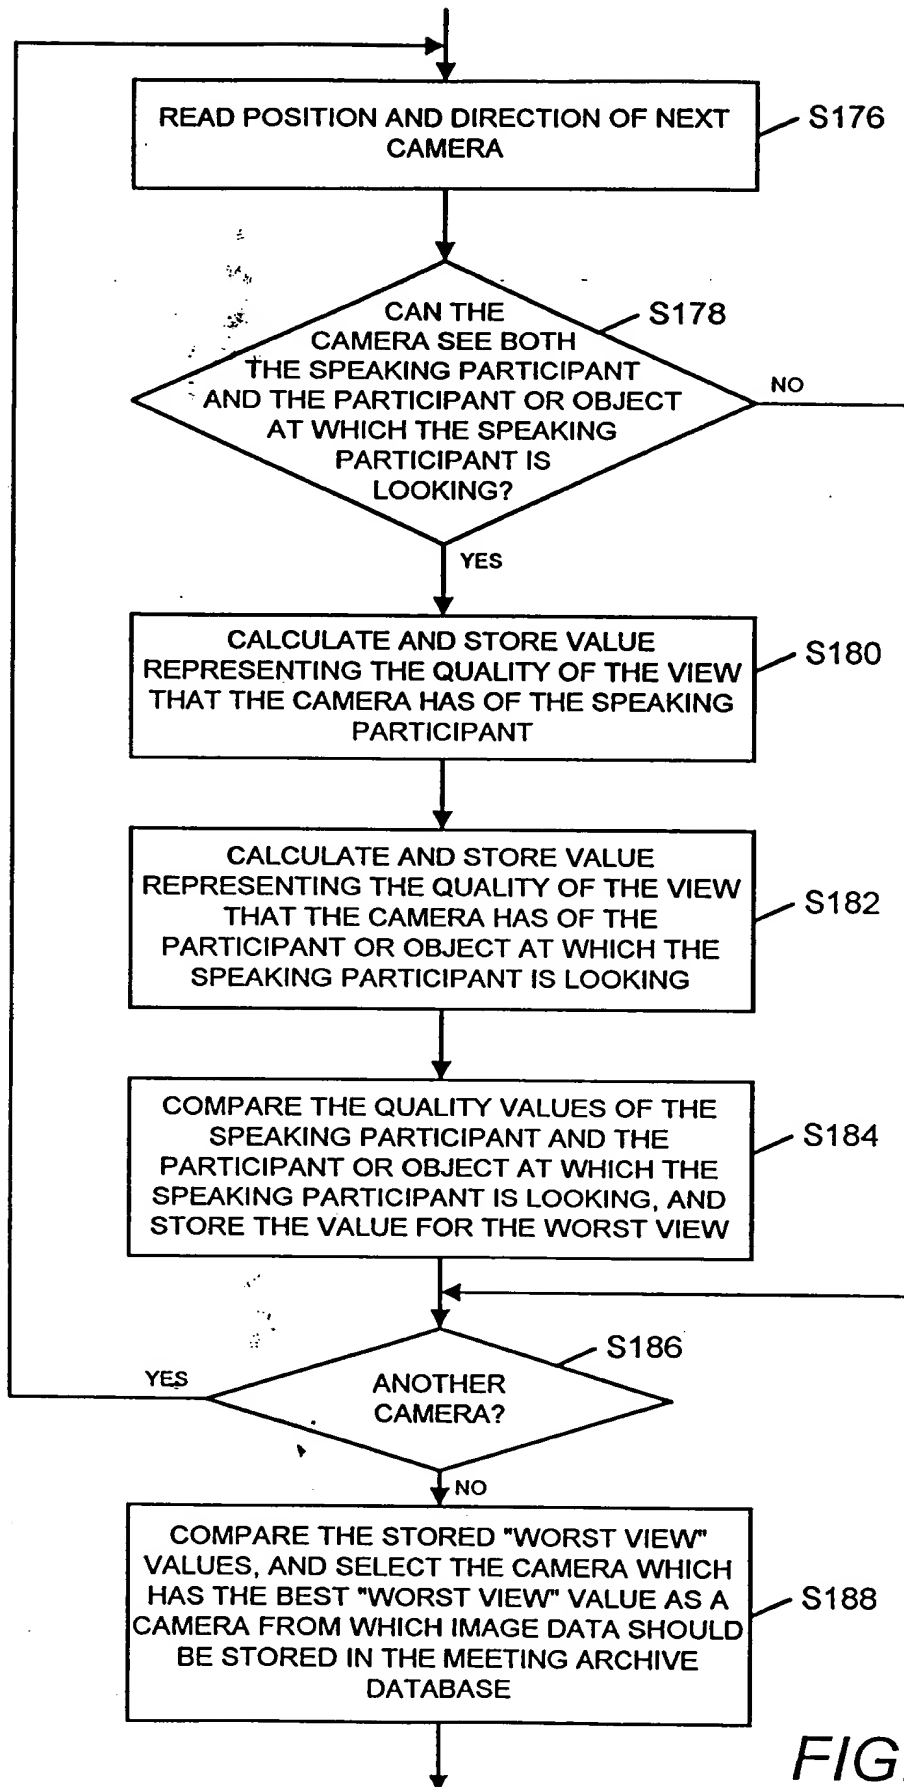 READ POSITION AND DIRECTION OF NEXT
CAMERA
S176
CAN THE
CAMERA SEE BOTH
THE SPEAKING PARTICIPANT
AND THE PARTICIPANT OR OBJECT
AT WHICH THE SPEAKING
PARTICIPANT IS
LOOKING?
S178
NO
YES
CALCULATE AND STORE VALUE
REPRESENTING THE QUALITY OF THE VIEW
THAT THE CAMERA HAS OF THE SPEAKING
PARTICIPANT
S180
CALCULATE AND STORE VALUE
REPRESENTING THE QUALITY OF THE VIEW
THAT THE CAMERA HAS OF THE
PARTICIPANT OR OBJECT AT WHICH THE
SPEAKING PARTICIPANT IS LOOKING
S182
COMPARE THE QUALITY VALUES OF THE
SPEAKING PARTICIPANT AND THE
PARTICIPANT OR OBJECT AT WHICH THE
SPEAKING PARTICIPANT IS LOOKING, AND
STORE THE VALUE FOR THE WORST VIEW
S184
S186
YES
ANOTHER
CAMERA?
NO
COMPARE THE STORED "WORST VIEW"
VALUES, AND SELECT THE CAMERA WHICH
HAS THE BEST "WORST VIEW" VALUE AS A
CAMERA FROM WHICH IMAGE DATA SHOULD
BE STORED IN THE MEETING ARCHIVE
DATABASE
S188
FIG.